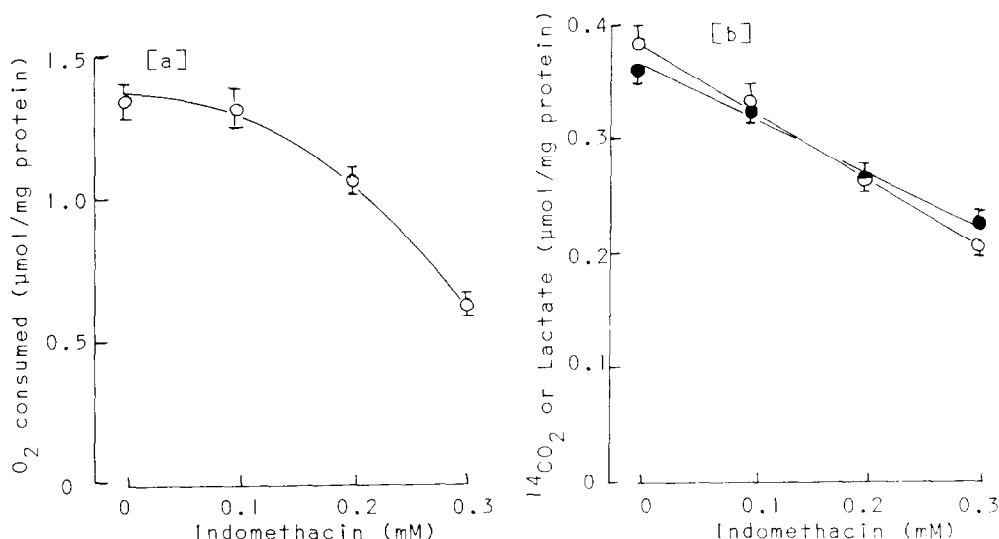 [a]
O2 consumed (μmol/mg protein)
1.5
1.0
0.5
0
0
0.1
0.2
0.3
Indomethacin (mM)
[b]
14CO2 or Lactate (μmol/mg protein)
0.4
0.3
0.2
0.1
0
0
0.1
0.2
0.3
Indomethacin (mM)